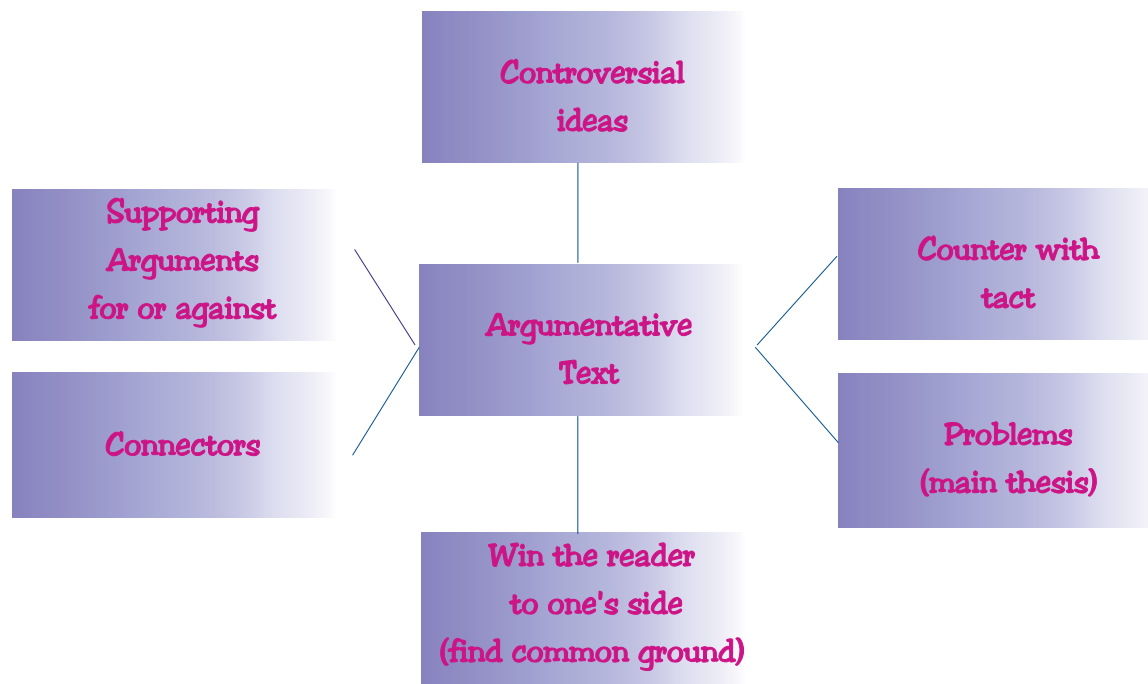 Controversial
ideas
Supporting
Arguments
for or against
Counter with
tact
Argumentative
Text
Connectors
Problems
(main thesis)
Win the reader
to one's side
(find common ground)